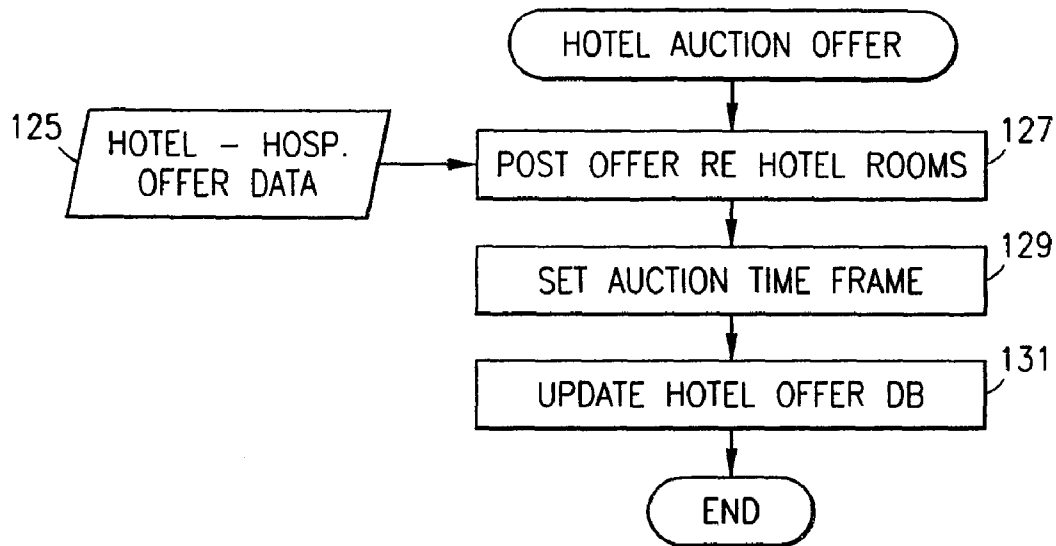 HOTEL AUCTION OFFER
125
HOTEL – HOSP.
OFFER DATA
POST OFFER RE HOTEL ROOMS
127
SET AUCTION TIME FRAME
129
UPDATE HOTEL OFFER DB
131
END